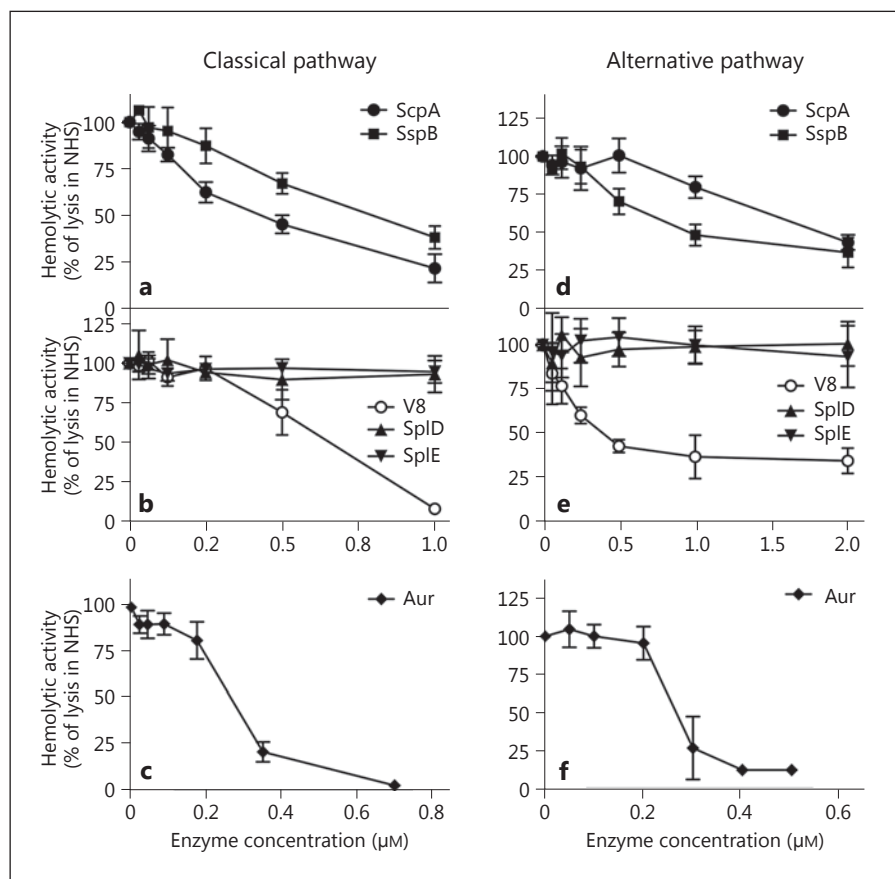 Classical pathway
Alternative pathway
Hemolytic activity
(% of lysis in NHS)
100
75
50
25
0
ScpA
SspB
a
125
100
75
50
25
0
ScpA
SspB
d
Hemolytic activity
(% of lysis in NHS)
125
100
75
50
25
0
V8
SplD
SplE
b
0
0.2
0.5
0.8
1.0
100
75
50
25
0
V8
SplD
SplE
e
0
0.5
1.0
1.5
2.0
Hemolytic activity
(% of lysis in NHS)
100
75
50
25
0
Aur
c
0
0.2
0.4
0.6
0.8
Enzyme concentration (μM)
125
100
75
50
25
0
Aur
f
0
0.2
0.4
0.6
Enzyme concentration (μM)